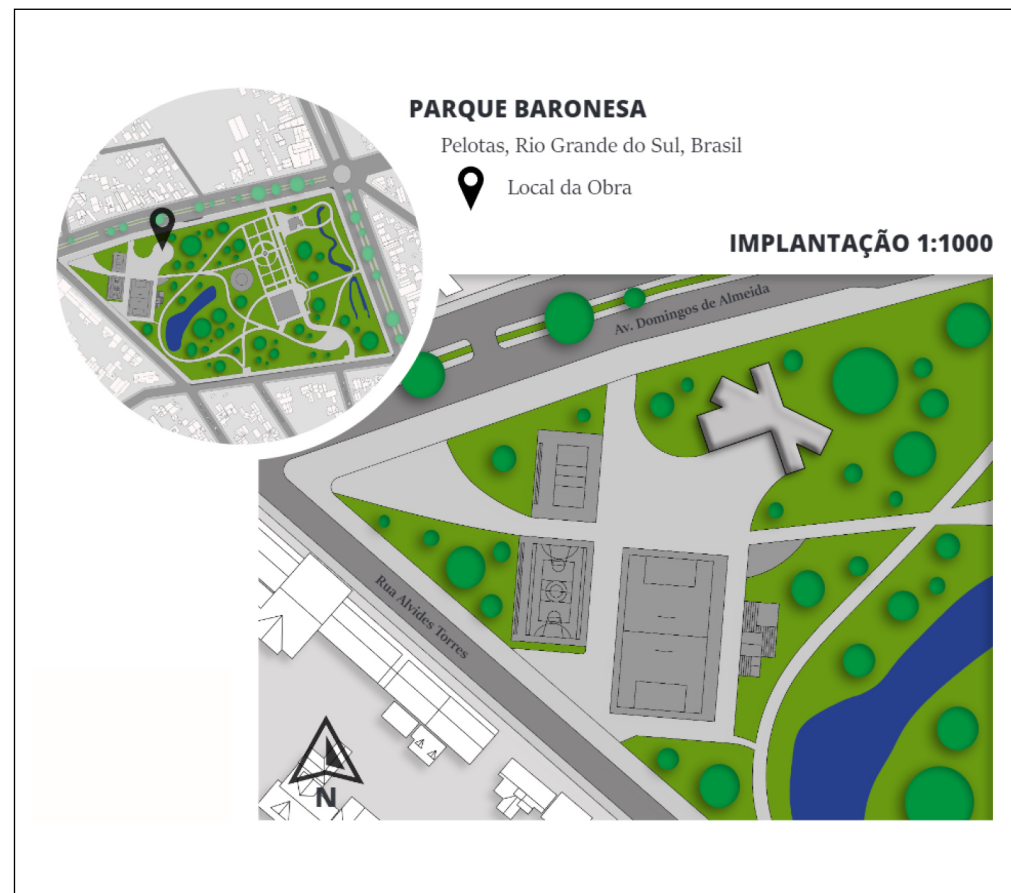 PARQUE BARONESA
Pelotas, Rio Grande do Sul, Brasil
Local da Obra
IMPLANTAÇÃO 1:1000
Av. Domingos de Almeida
Rua Alvides Torres
N